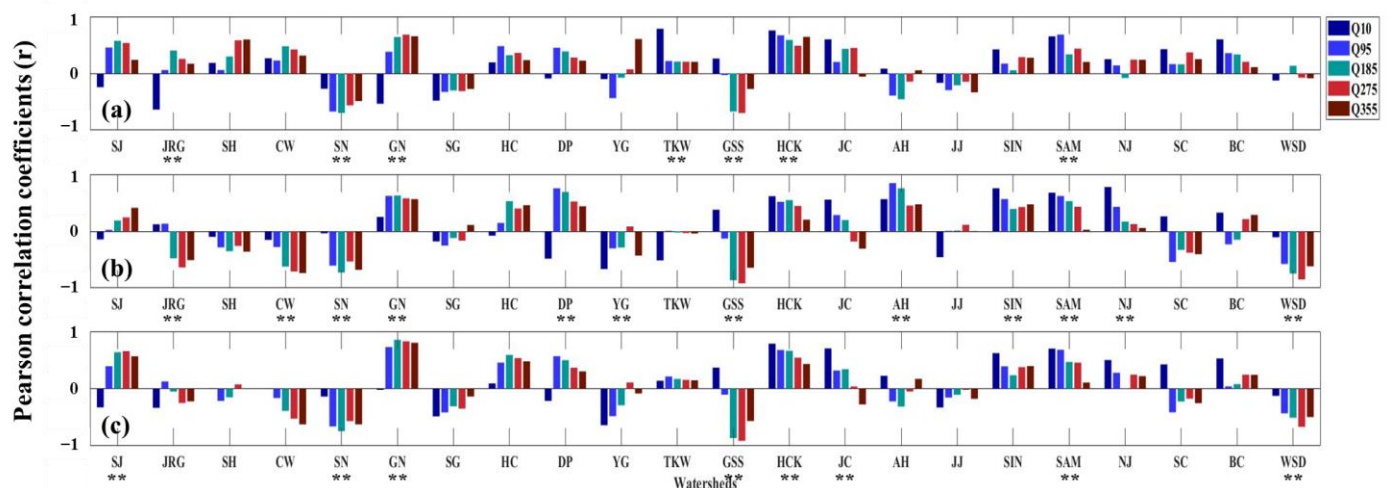 Pearson correlation coefficients (r)
1
0
−1
(a)
SJ JRG SH CW SN GN SG HC DP YG TKW GSS HCK JC AH JJ SIN SAM NJ SC BC WSD
** ** ** ** ** ** **
1
0
−1
(b)
SJ JRG SH CW SN GN SG HC DP YG TKW GSS HCK JC AH JJ SIN SAM NJ SC BC WSD
** ** ** ** ** ** ** ** ** ** ** ** **
1
0
−1
(c)
SJ JRG SH CW SN GN SG HC DP YG TKW GSS HCK JC AH JJ SIN SAM NJ SC BC WSD
** ** ** ** ** ** ** **
Watersheds
Q10
Q95
Q185
Q275
Q355